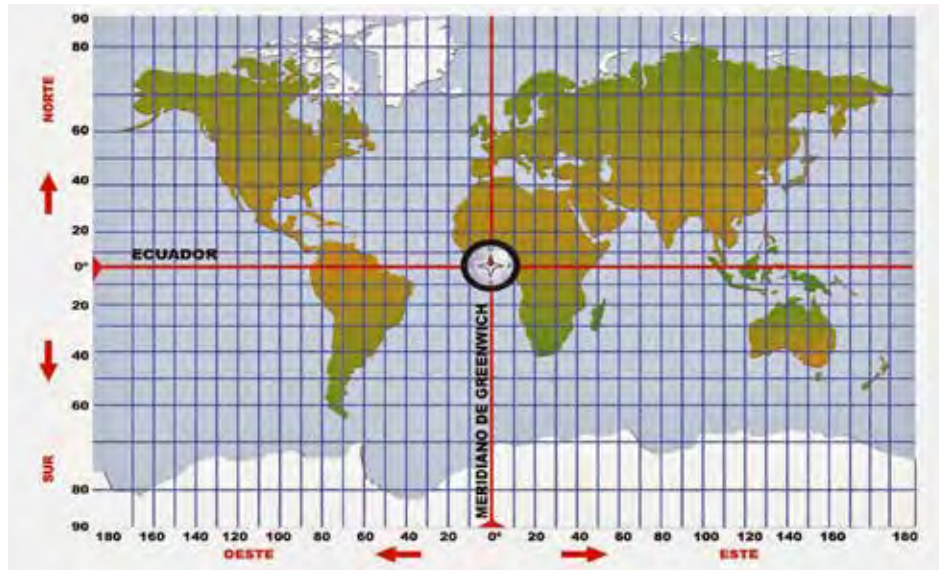 90
80
NORTE
60
40
20
ECUADOR
0°
20
40
60
SUR
80
90
MERIDIANO DE GREENWICH
180 160 140 120 100 80 60 40 20 0° 20 40 60 80 100 120 140 160 180
OESTE
ESTE